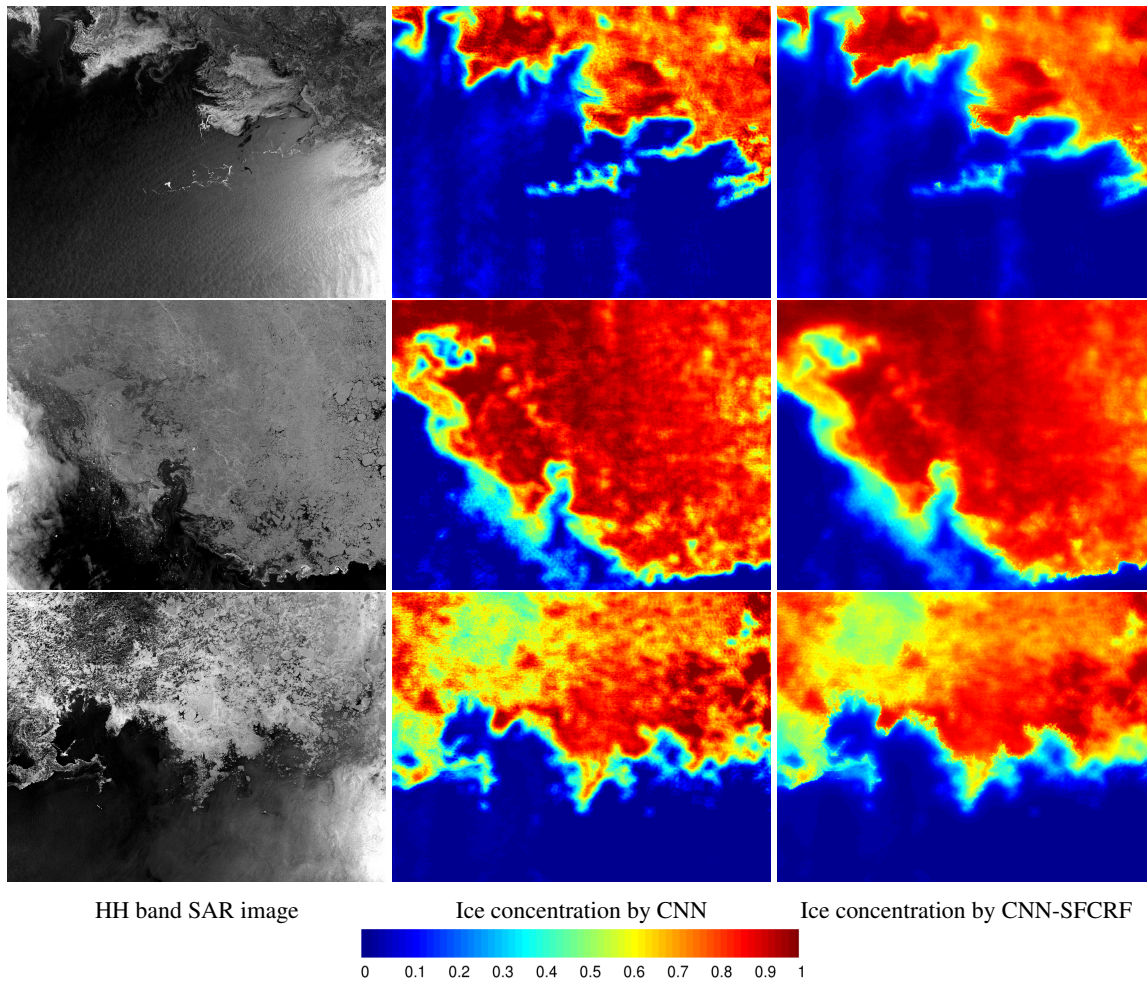 HH band SAR image
Ice concentration by CNN
Ice concentration by CNN-SFCRF
0 0.1 0.2 0.3 0.4 0.5 0.6 0.7 0.8 0.9 1